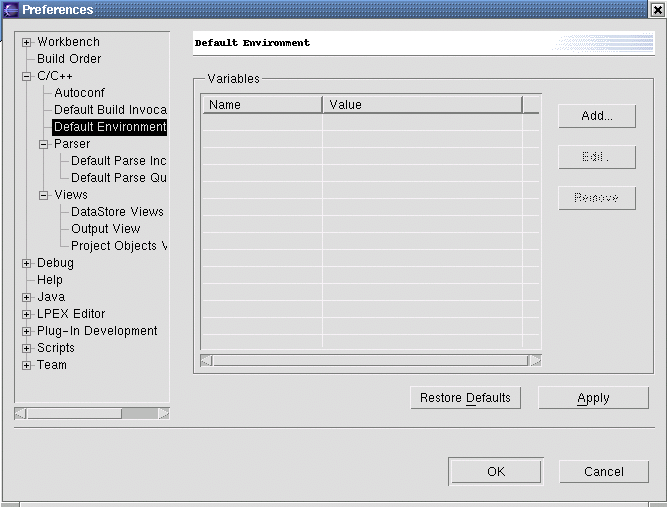 Preferences
Workbench
Build Order
C/C++
Autoconf
Default Build Invoca
Default Environment
Parser
Default Parse Inc
Default Parse Qu
Views
DataStore Views
Output View
Project Objects V
Debug
Help
Java
LPEX Editor
Plug-In Development
Scripts
Team
Default Environment
Variables
Name Value
Add...
Edit..
Remove
Restore Defaults Apply
OK Cancel